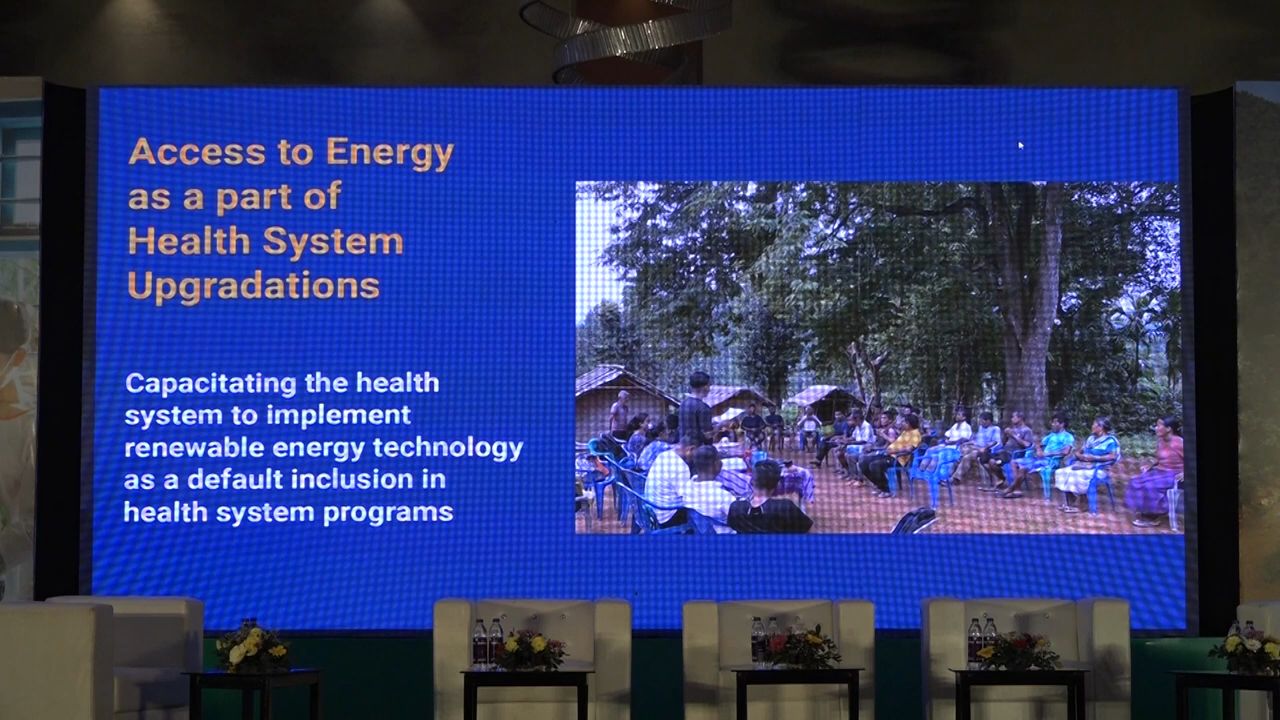 Access to Energy
as a part of
Health System
Upgradations
Capacitating the health
system to implement
renewable energy technology
as a default inclusion in
health system programs